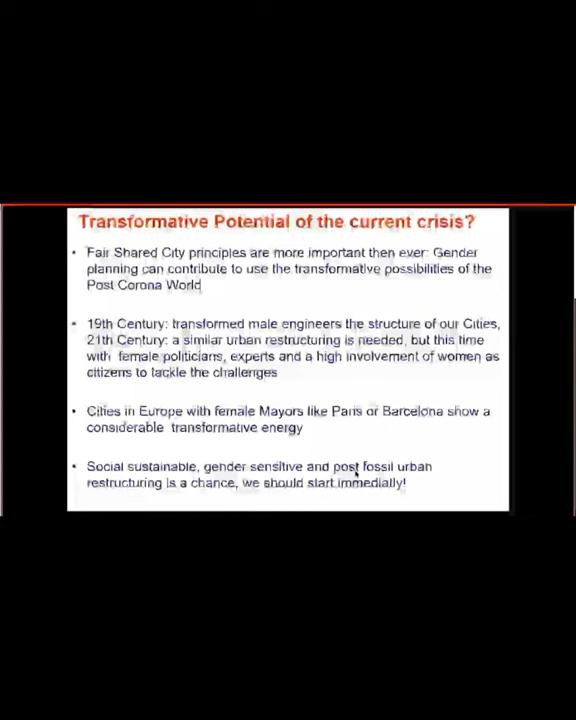 Transformative Potential of the current crisis?
• Fair Shared City principles are more important then ever: Gender
planning can contribute to use the transformative possibilities of the
Post Corona World
• 19th Century: transformed male engineers the structure of our Cities,
21th Century: a similar urban restructuring is needed, but this time
with female politicians, experts and a high involvement of women as
citizens to tackle the challenges
• Cities in Europe with female Mayors like Paris or Barcelona show a
considerable transformative energy
• Social sustainable, gender sensitive and post fossil urban
restructuring is a chance, we should start immedially!